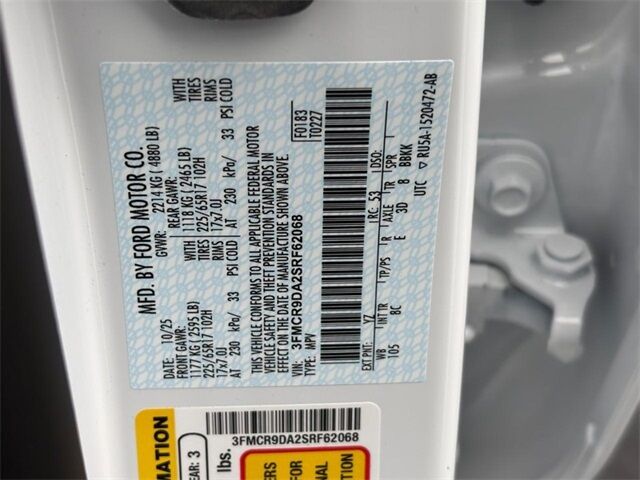 MFD. BY FORD MOTOR CO.
DATE: 10/25 GVWR: 2214 KG ( 4880 LB)
FRONT GAWR: REAR GAWR:
1177 KG ( 2595 LB) 1118 KG ( 2465 LB) WITH
225/65R17 102H 225/65R17 102H TIRES
17x7.0J 17x7.0J RIMS
AT 230 kPa/ 33 PSI COLD AT 230 kPa/ 33 PSI COLD
THIS VEHICLE CONFORMS TO ALL APPLICABLE FEDERAL MOTOR
VEHICLE SAFETY AND THEFT PREVENTION STANDARDS IN
EFFECT ON THE DATE OF MANUFACTURE SHOWN ABOVE.
VIN: 3FMCR9DA2SRF62068
TYPE: MPV
F0183
T0227
EXT PNT: YZ RC: 53 DSO:
WB INT TR TP/PS R AXLE TR SPR
105 8C E 3D 8 BBKK
UTC ▽ RU5A-1520472-AB
3FMCR9DA2SRF62068
MATION
EAR: 3
lbs.
ERS
FOR
NAL
TION